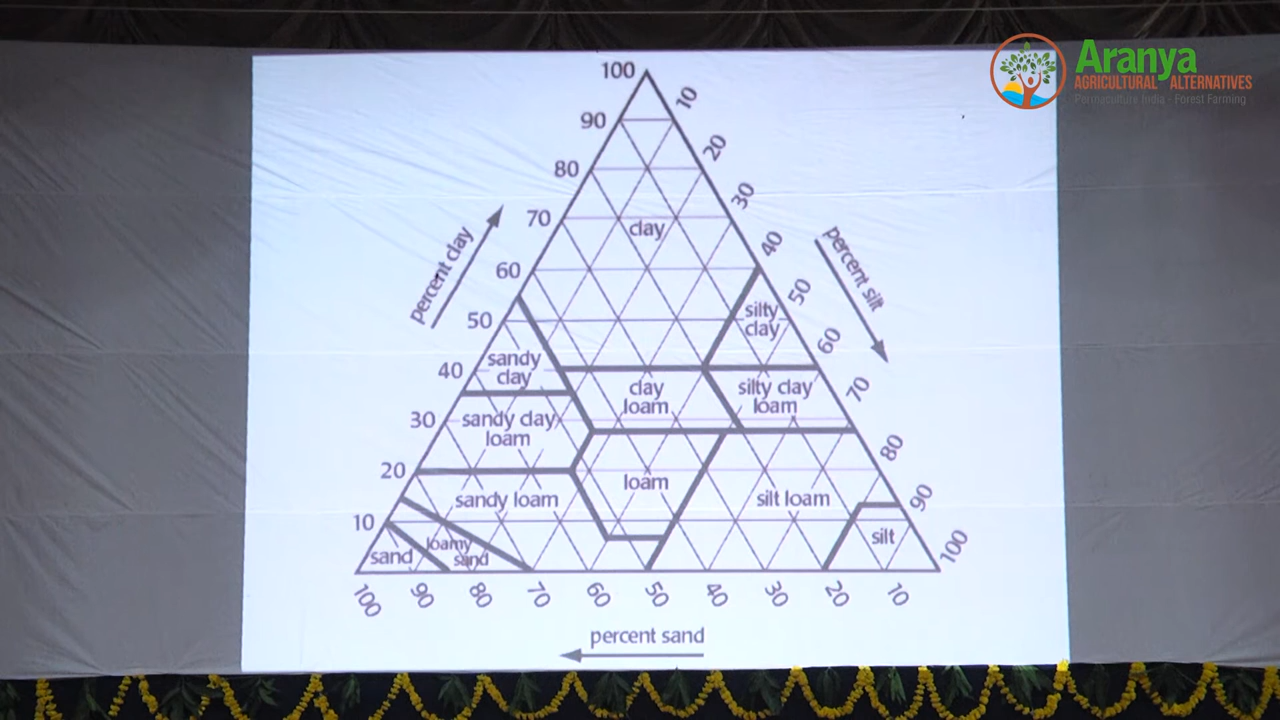 Aranya
AGRICULTURAL ALTERNATIVES
Permaculture India - Forest Farming
100
90
80
70
60
50
40
30
20
10
percent clay
10
20
30
40
50
60
70
80
90
100
percent silt
clay
silty
clay
sandy
clay
clay
loam
silty clay
loam
sandy clay
loam
loam
sandy loam
silt loam
sand
loamy
sand
silt
100
90
80
70
60
50
40
30
20
10
percent sand